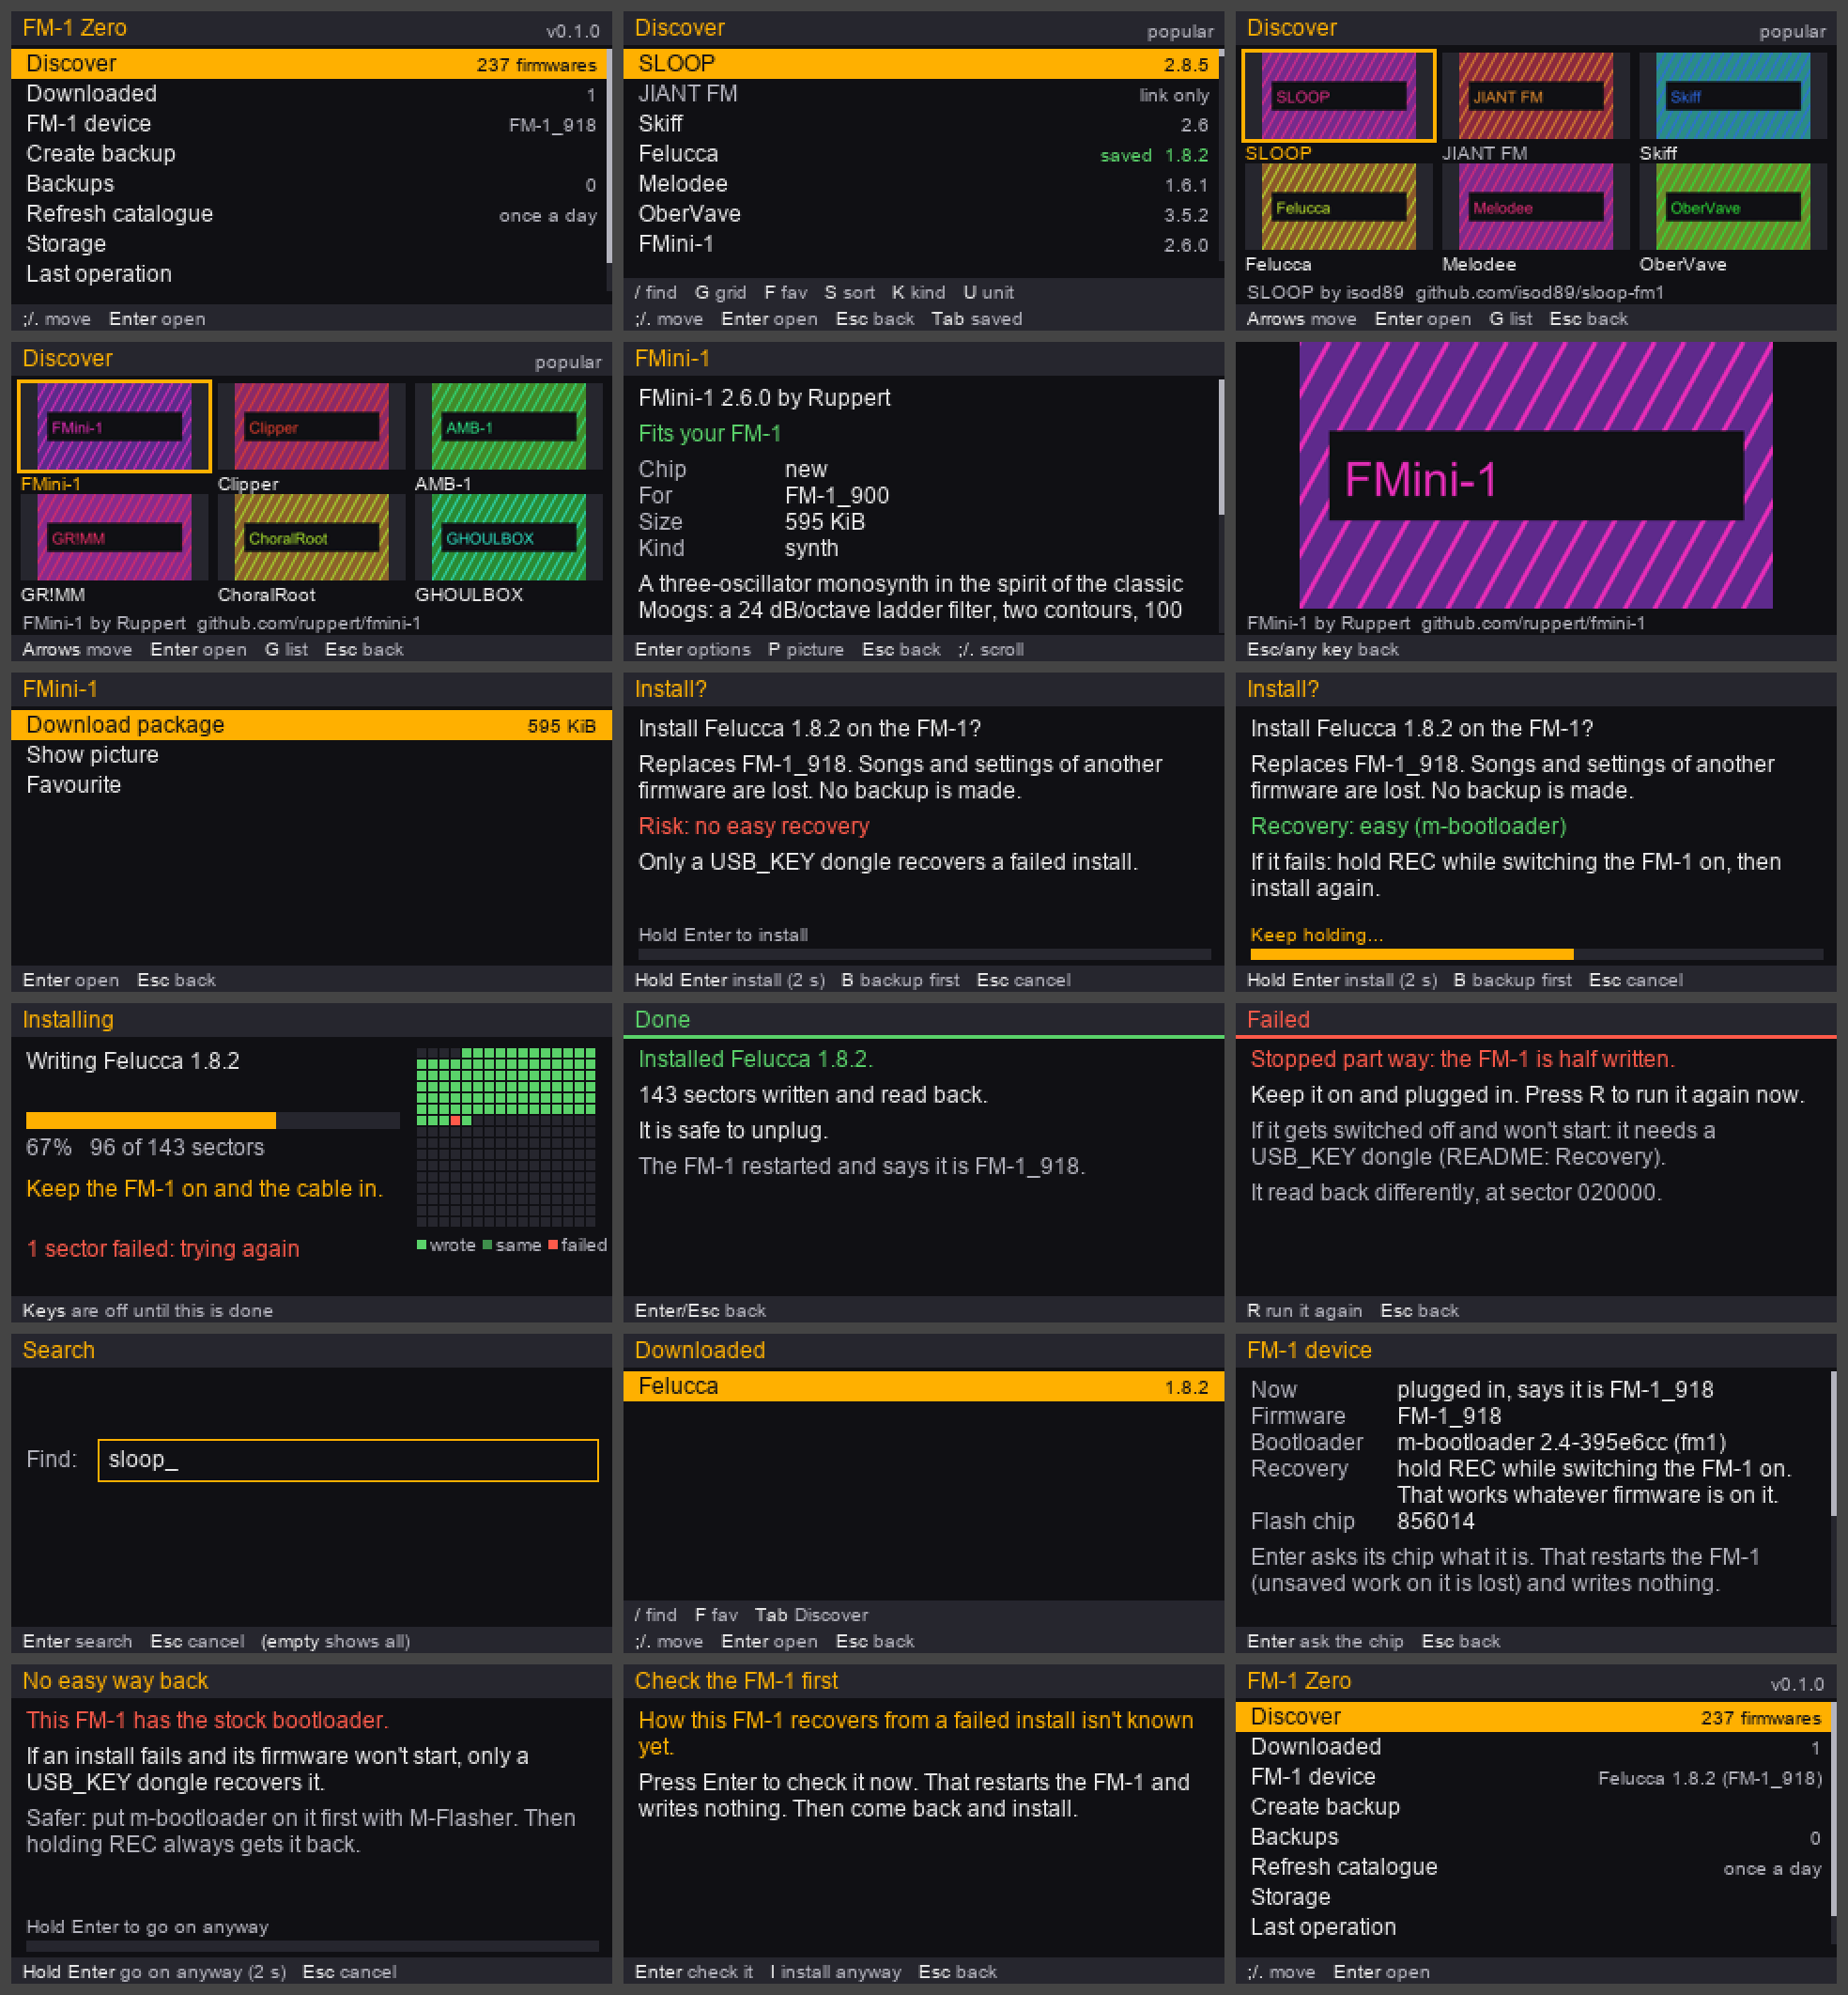 FM-1 Zero v0.1.0
Discover 237 firmwares
Downloaded 1
FM-1 device FM-1_918
Create backup
Backups 0
Refresh catalogue once a day
Storage
Last operation
;/. move Enter open
Discover popular
SLOOP 2.8.5
JIANT FM link only
Skiff 2.6
Felucca saved 1.8.2
Melodee 1.6.1
OberVave 3.5.2
FMini-1 2.6.0
/ find G grid F fav S sort K kind U unit
;/. move Enter open Esc back Tab saved
Discover popular
SLOOP JIANT FM Skiff
SLOOP JIANT FM Skiff
Felucca Melodee OberVave
Felucca Melodee OberVave
SLOOP by isod89 github.com/isod89/sloop-fm1
Arrows move Enter open G list Esc back
Discover popular
FMini-1 Clipper AMB-1
FMini-1 Clipper AMB-1
GR!MM ChoralRoot GHOULBOX
GR!MM ChoralRoot GHOULBOX
FMini-1 by Ruppert github.com/ruppert/fmini-1
Arrows move Enter open G list Esc back
FMini-1
FMini-1 2.6.0 by Ruppert
Fits your FM-1
Chip new
For FM-1_900
Size 595 KiB
Kind synth
A three-oscillator monosynth in the spirit of the classic
Moogs: a 24 dB/octave ladder filter, two contours, 100
Enter options P picture Esc back ;/. scroll
FMini-1
FMini-1 by Ruppert github.com/ruppert/fmini-1
Esc/any key back
FMini-1
Download package 595 KiB
Show picture
Favourite
Enter open Esc back
Install?
Install Felucca 1.8.2 on the FM-1?
Replaces FM-1_918. Songs and settings of another
firmware are lost. No backup is made.
Risk: no easy recovery
Only a USB_KEY dongle recovers a failed install.
Hold Enter to install
Hold Enter install (2 s) B backup first Esc cancel
Install?
Install Felucca 1.8.2 on the FM-1?
Replaces FM-1_918. Songs and settings of another
firmware are lost. No backup is made.
Recovery: easy (m-bootloader)
If it fails: hold REC while switching the FM-1 on, then
install again.
Keep holding...
Hold Enter install (2 s) B backup first Esc cancel
Installing
Writing Felucca 1.8.2
67% 96 of 143 sectors
Keep the FM-1 on and the cable in.
1 sector failed: trying again
wrote same failed
Keys are off until this is done
Done
Installed Felucca 1.8.2.
143 sectors written and read back.
It is safe to unplug.
The FM-1 restarted and says it is FM-1_918.
Enter/Esc back
Failed
Stopped part way: the FM-1 is half written.
Keep it on and plugged in. Press R to run it again now.
If it gets switched off and won't start: it needs a
USB_KEY dongle (README: Recovery).
It read back differently, at sector 020000.
R run it again Esc back
Search
Find: sloop_
Enter search Esc cancel (empty shows all)
Downloaded
Felucca 1.8.2
/ find F fav Tab Discover
;/. move Enter open Esc back
FM-1 device
Now plugged in, says it is FM-1_918
Firmware FM-1_918
Bootloader m-bootloader 2.4-395e6cc (fm1)
Recovery hold REC while switching the FM-1 on.
That works whatever firmware is on it.
Flash chip 856014
Enter asks its chip what it is. That restarts the FM-1
(unsaved work on it is lost) and writes nothing.
Enter ask the chip Esc back
No easy way back
This FM-1 has the stock bootloader.
If an install fails and its firmware won't start, only a
USB_KEY dongle recovers it.
Safer: put m-bootloader on it first with M-Flasher. Then
holding REC always gets it back.
Hold Enter to go on anyway
Hold Enter go on anyway (2 s) Esc cancel
Check the FM-1 first
How this FM-1 recovers from a failed install isn't known
yet.
Press Enter to check it now. That restarts the FM-1 and
writes nothing. Then come back and install.
Enter check it I install anyway Esc back
FM-1 Zero v0.1.0
Discover 237 firmwares
Downloaded 1
FM-1 device Felucca 1.8.2 (FM-1_918)
Create backup
Backups 0
Refresh catalogue once a day
Storage
Last operation
;/. move Enter open